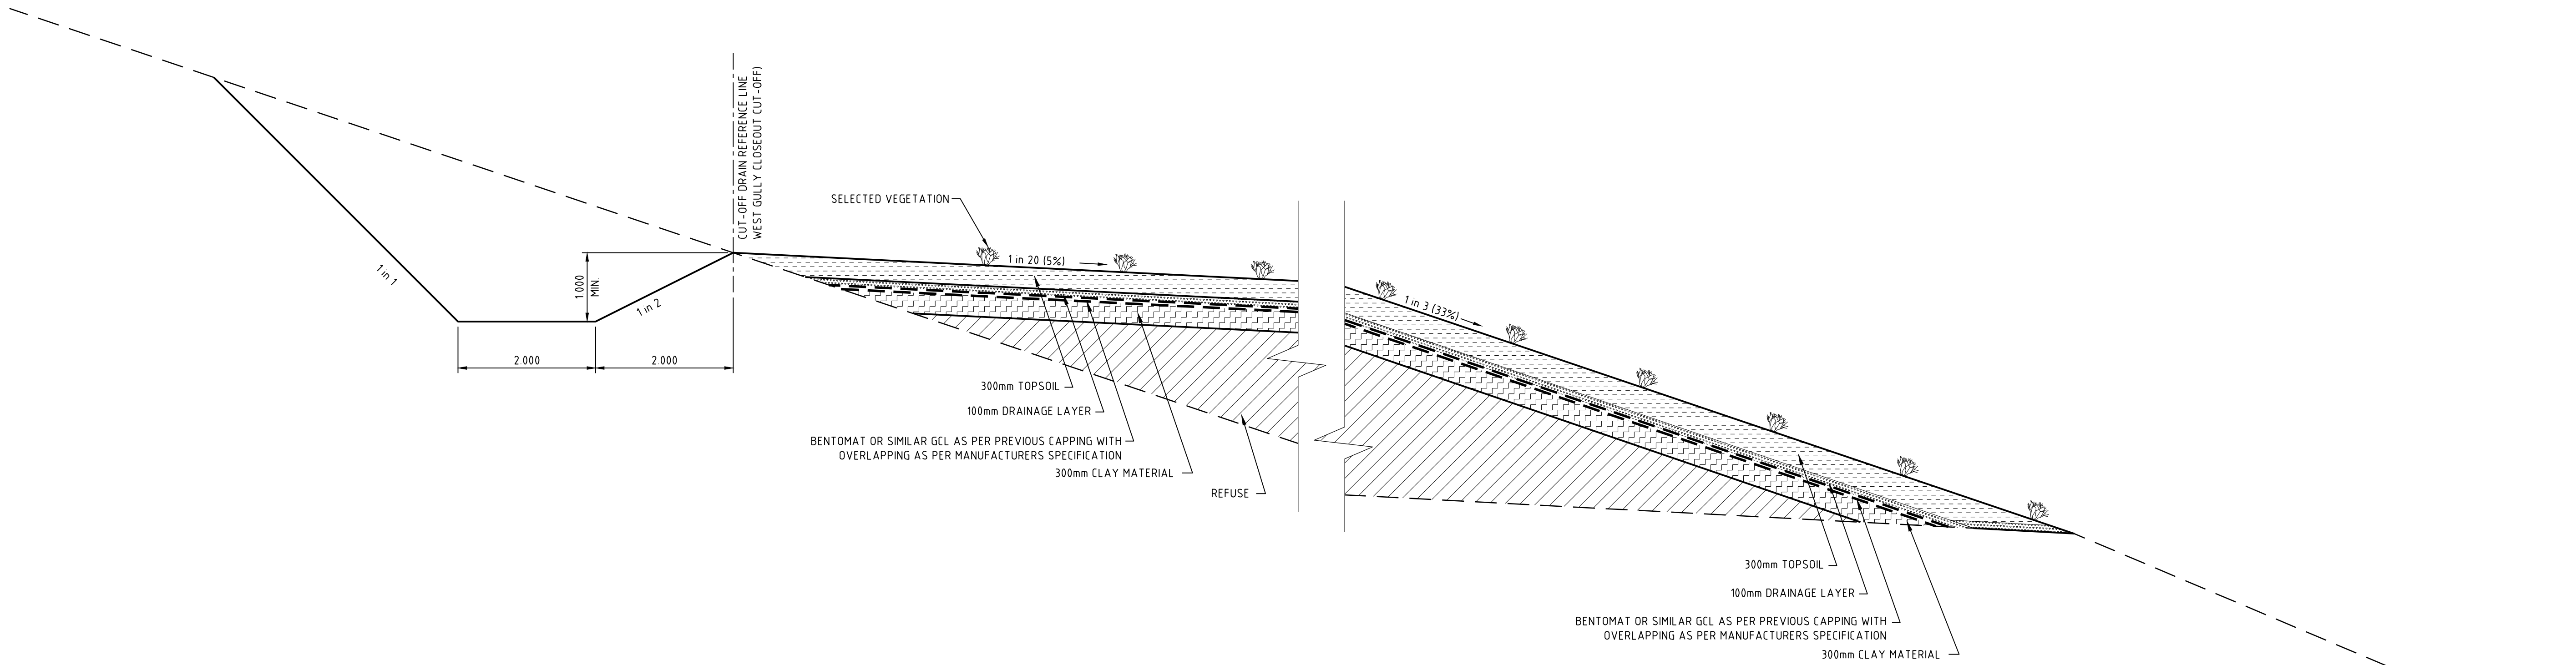 CUT-OFF DRAIN REFERENCE LINE
WEST GULLY CLOSEOUT CUT-OFF)
1 in 1
1.000
MIN.
1 in 2
2.000
2.000
SELECTED VEGETATION
1 in 20 (5%)
300mm TOPSOIL
100mm DRAINAGE LAYER
BENTOMAT OR SIMILAR GCL AS PER PREVIOUS CAPPING WITH
OVERLAPPING AS PER MANUFACTURERS SPECIFICATION
300mm CLAY MATERIAL
REFUSE
1 in 3 (33%)
300mm TOPSOIL
100mm DRAINAGE LAYER
BENTOMAT OR SIMILAR GCL AS PER PREVIOUS CAPPING WITH
OVERLAPPING AS PER MANUFACTURERS SPECIFICATION
300mm CLAY MATERIAL